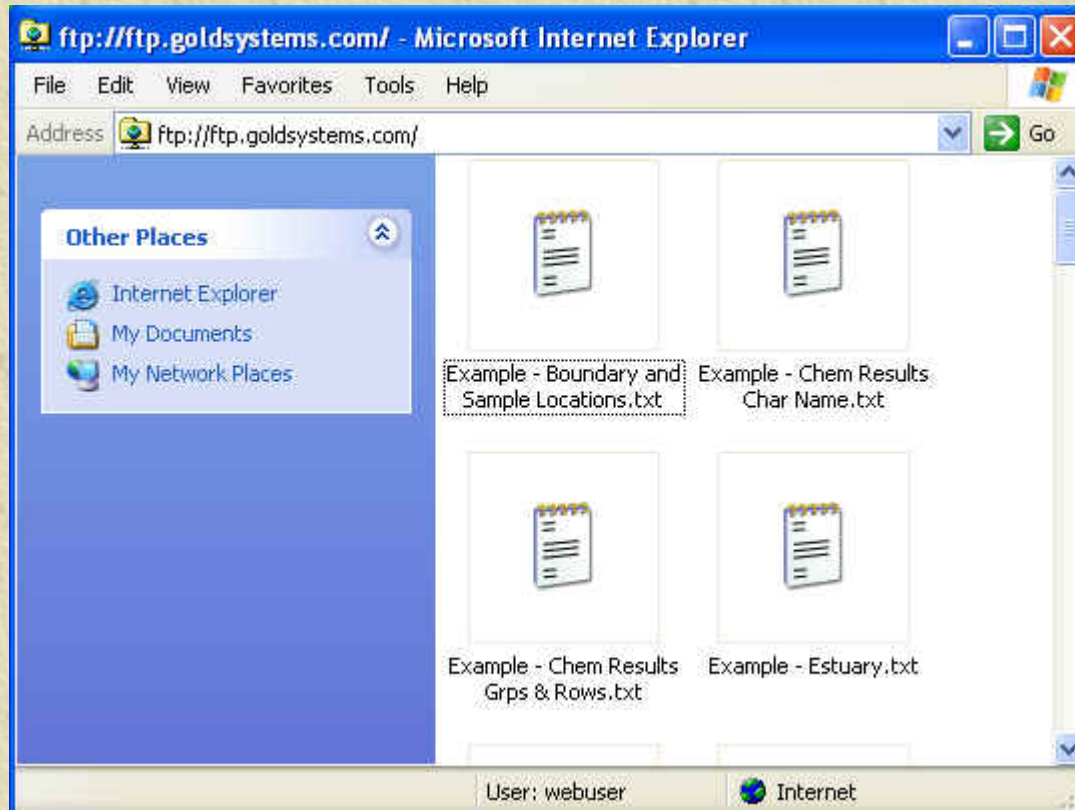 ftp://ftp.goldsystems.com/ - Microsoft Internet Explorer
File Edit View Favorites Tools Help
Address ftp://ftp.goldsystems.com/ Go
Other Places
Internet Explorer
My Documents
My Network Places
Example - Boundary and
Sample Locations.txt
Example - Chem Results
Char Name.txt
Example - Chem Results
Grps & Rows.txt
Example - Estuary.txt
User: webuser Internet